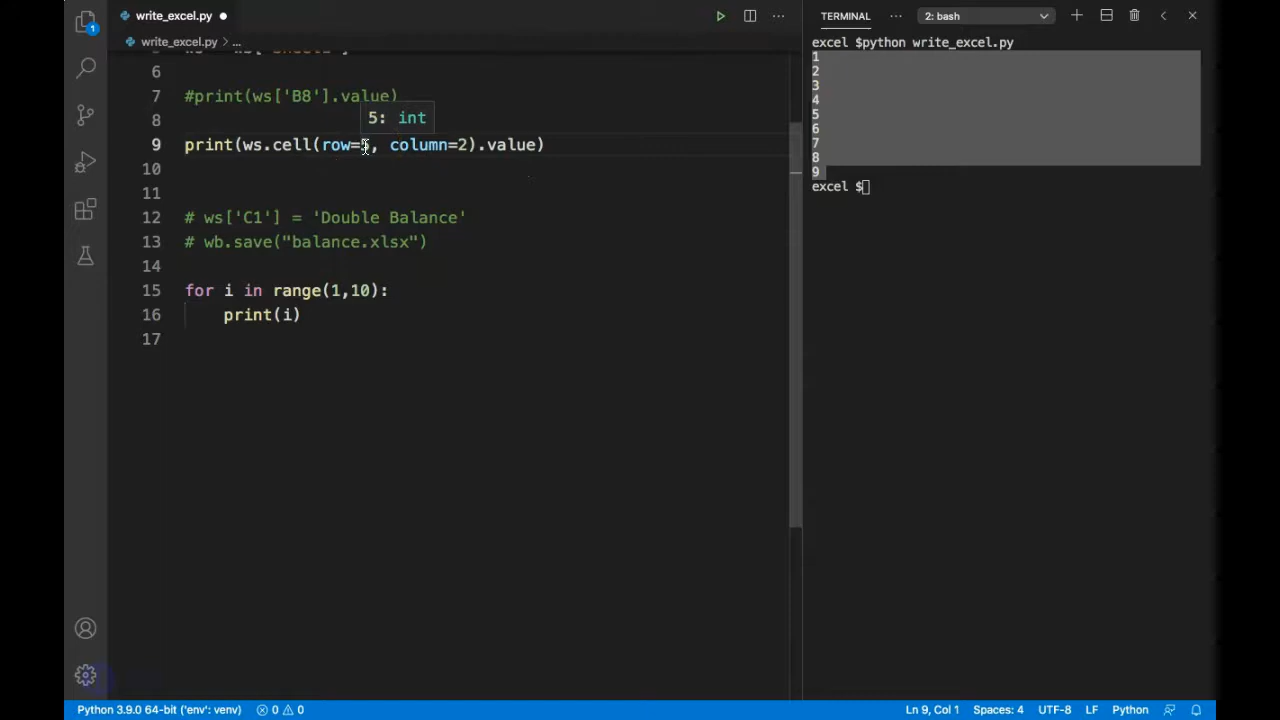 write_excel.py
TERMINAL
2: bash
1
write_excel.py > ...
excel $python write_excel.py
1
2
3
4
5
6
7
8
9
excel $
6
7 #print(ws['B8'].value)
8
5: int
9 print(ws.cell(row=5, column=2).value)
10
11
12 # ws['C1'] = 'Double Balance'
13 # wb.save("balance.xlsx")
14
15 for i in range(1,10):
16 print(i)
17
Python 3.9.0 64-bit ('env': venv)
0
0
Ln 9, Col 1
Spaces: 4
UTF-8
LF
Python